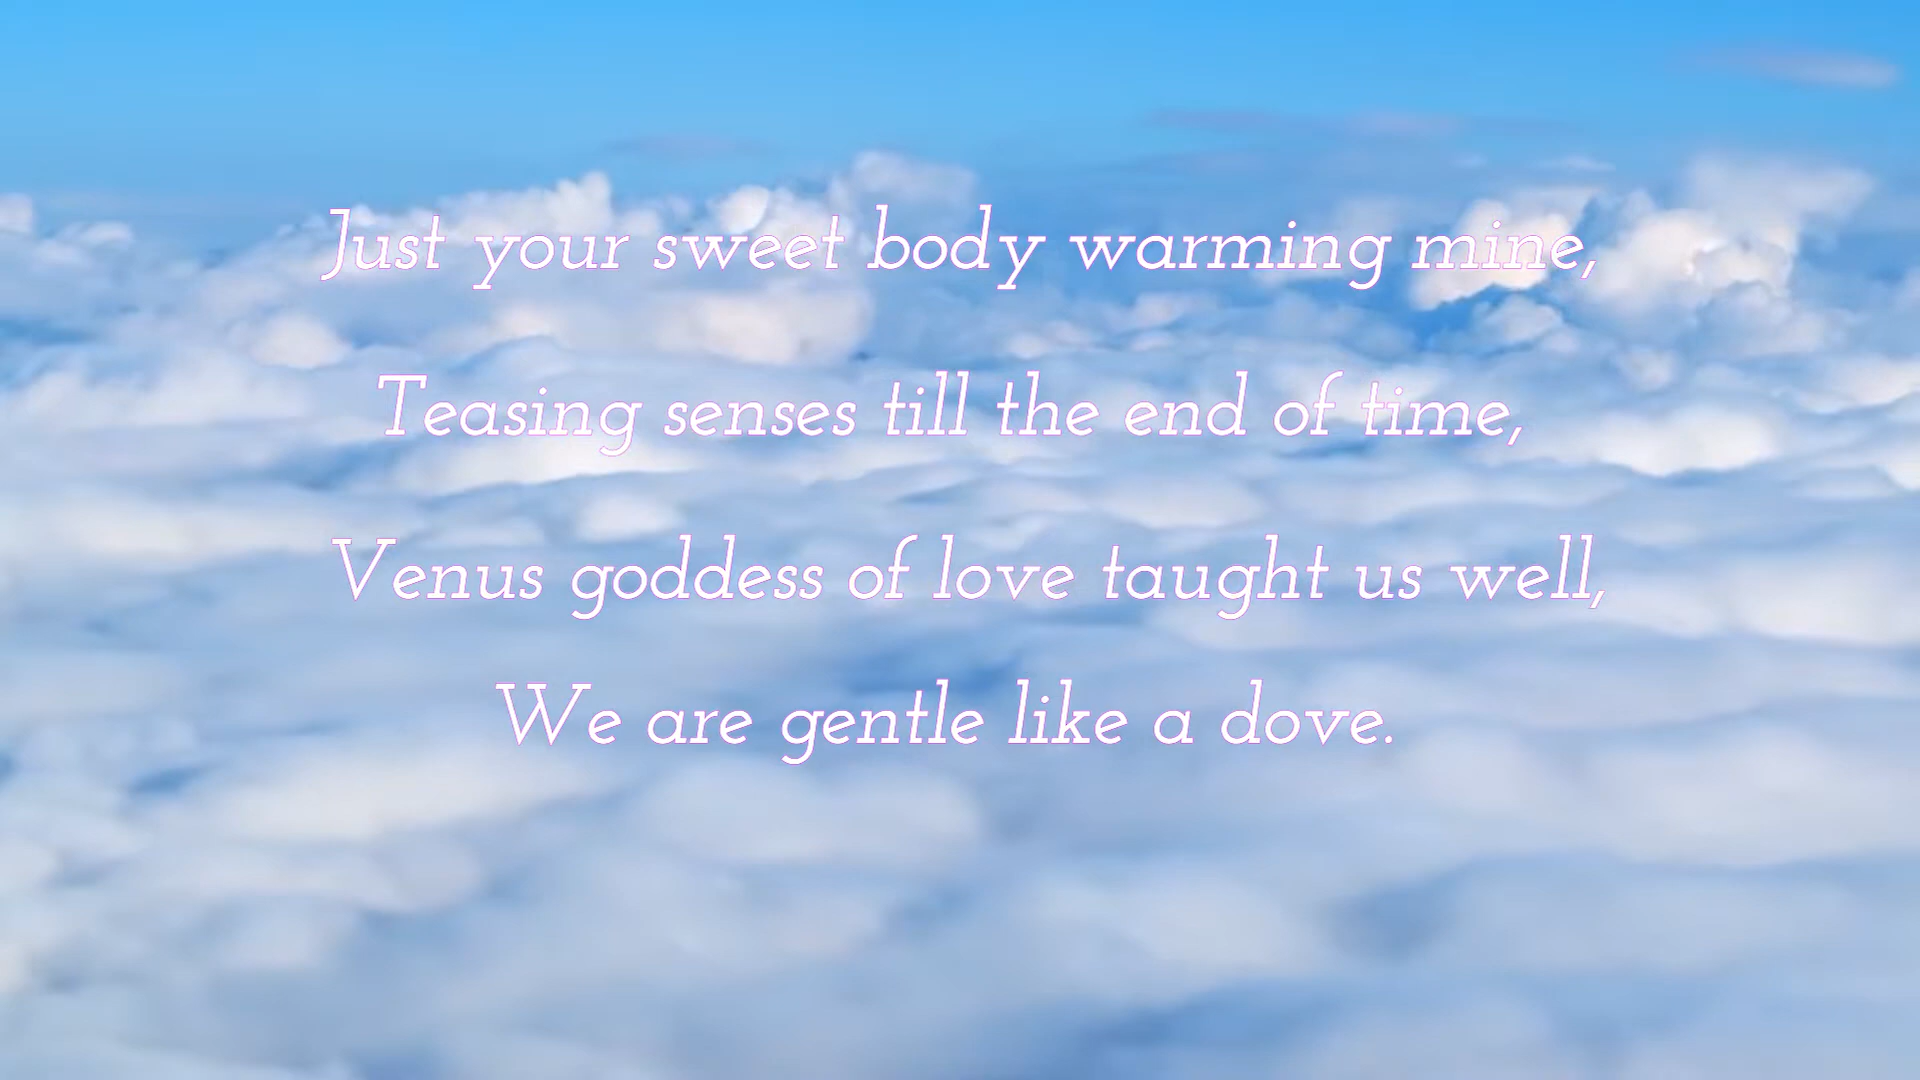 Just your sweet body warming mine,
Teasing senses till the end of time,
Venus goddess of love taught us well,
We are gentle like a dove.